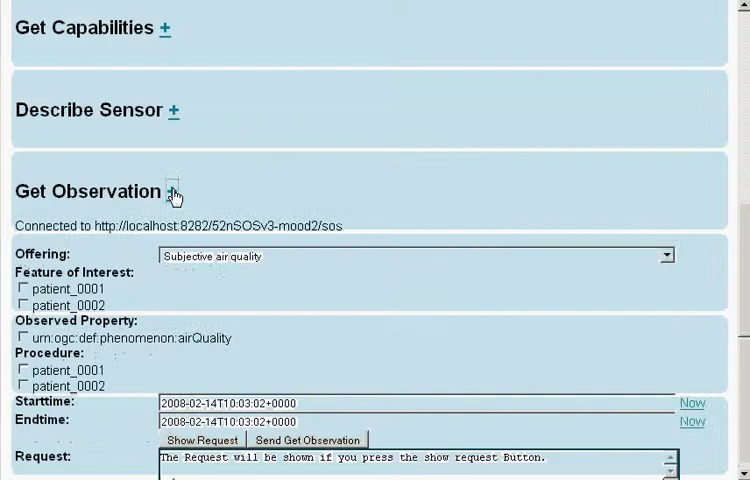 Get Capabilities +
Describe Sensor +
Get Observation
Connected to http://localhost:8282/52nSOSv3-mood2/sos
Offering: Subjective air quality
Feature of Interest:
patient_0001
patient_0002
Observed Property:
urn:ogc:def:phenomenon:airQuality
Procedure:
patient_0001
patient_0002
Starttime: 2008-02-14T10:03:02+0000 Now
Endtime: 2008-02-14T10:03:02+0000 Now
Show Request Send Get Observation
Request: The Request will be shown if you press the show request Button.